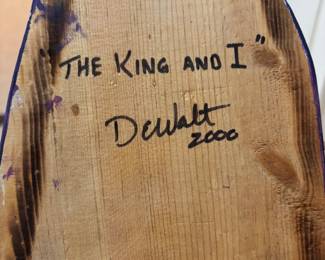 "THE KING AND I"
DeWalt
2000